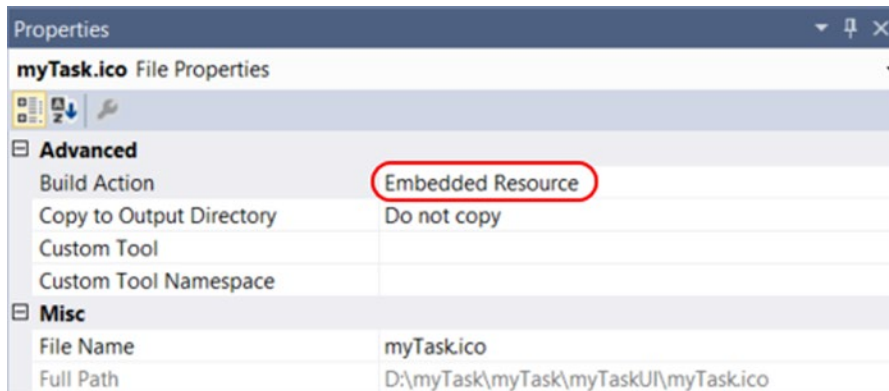 Properties
myTask.ico File Properties
Advanced
Build Action Embedded Resource
Copy to Output Directory Do not copy
Custom Tool
Custom Tool Namespace
Misc
File Name myTask.ico
Full Path D:\myTask\myTask\myTaskUI\myTask.ico